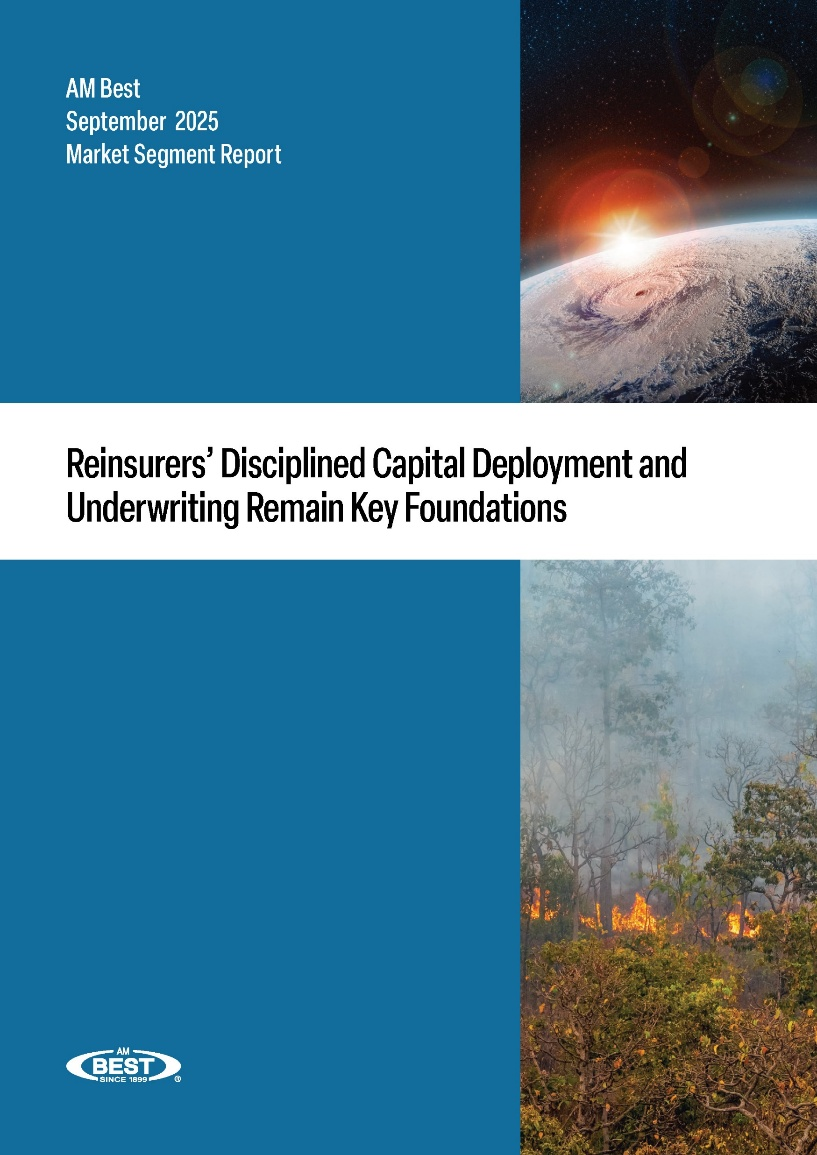 AM Best
September 2025
Market Segment Report
Reinsurers’ Disciplined Capital Deployment and
Underwriting Remain Key Foundations
AM
BEST
SINCE 1899
®